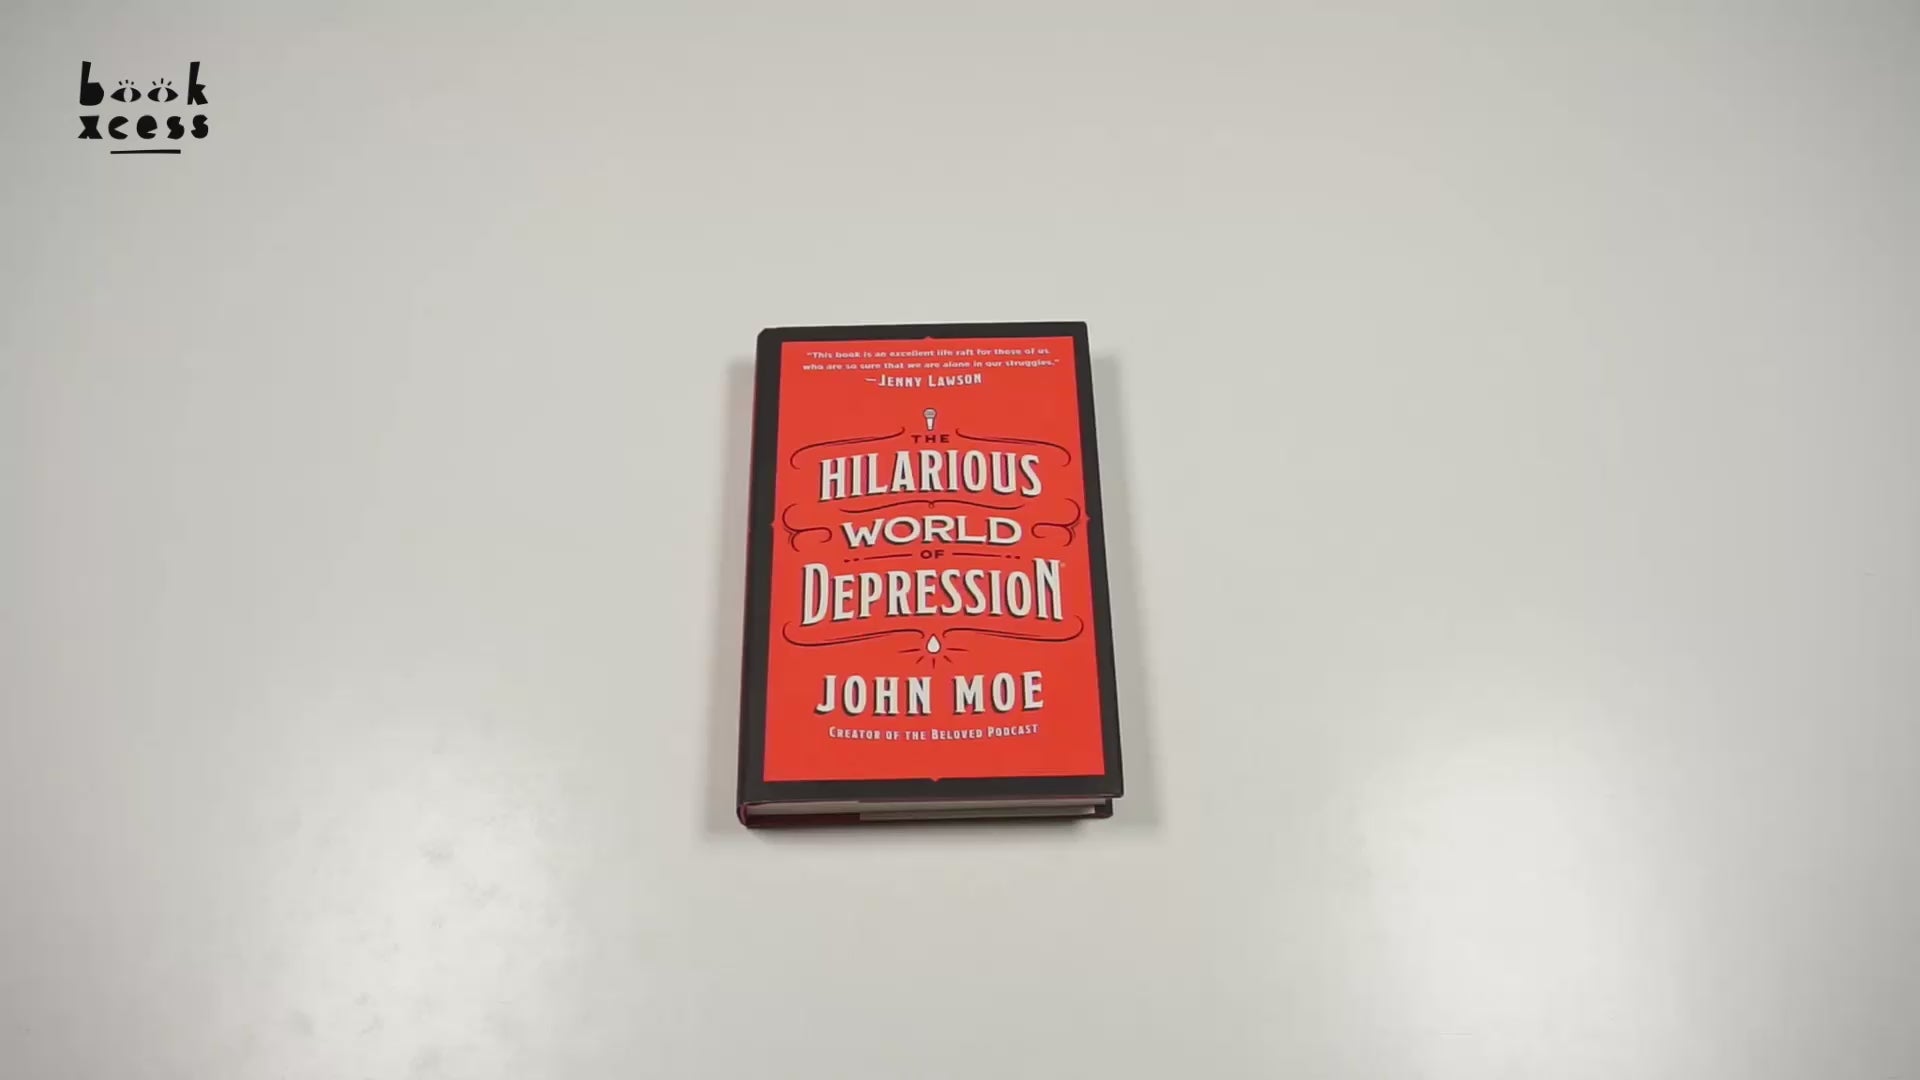 book
xcess
"This book is an excellent life raft for those of us
who are so sure that we are alone in our struggles."
—JENNY LAWSON
THE
HILARIOUS
WORLD
OF
DEPRESSION
JOHN MOE
CREATOR OF THE BELOVED PODCAST